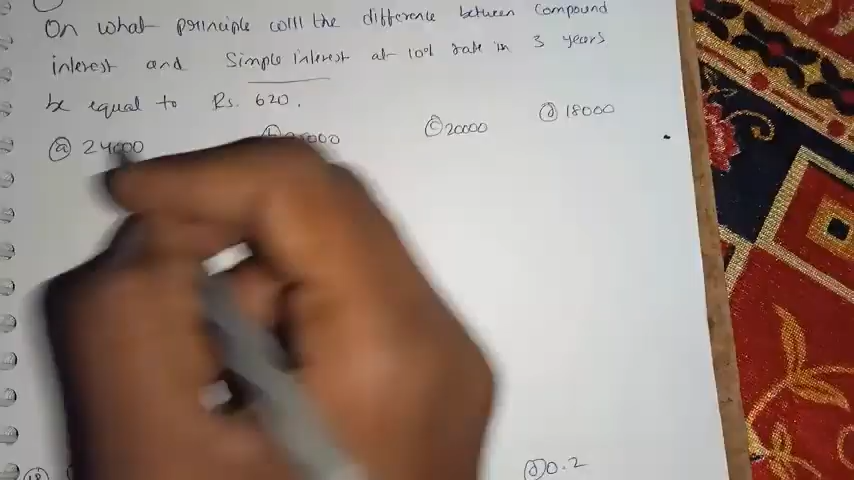 On what principle will the difference between compound
interest and Simple interest at 10% rate in 3 years
be equal to Rs. 620.
(a) 24000 (c) 20000 (d) 18000
(d) 0.2